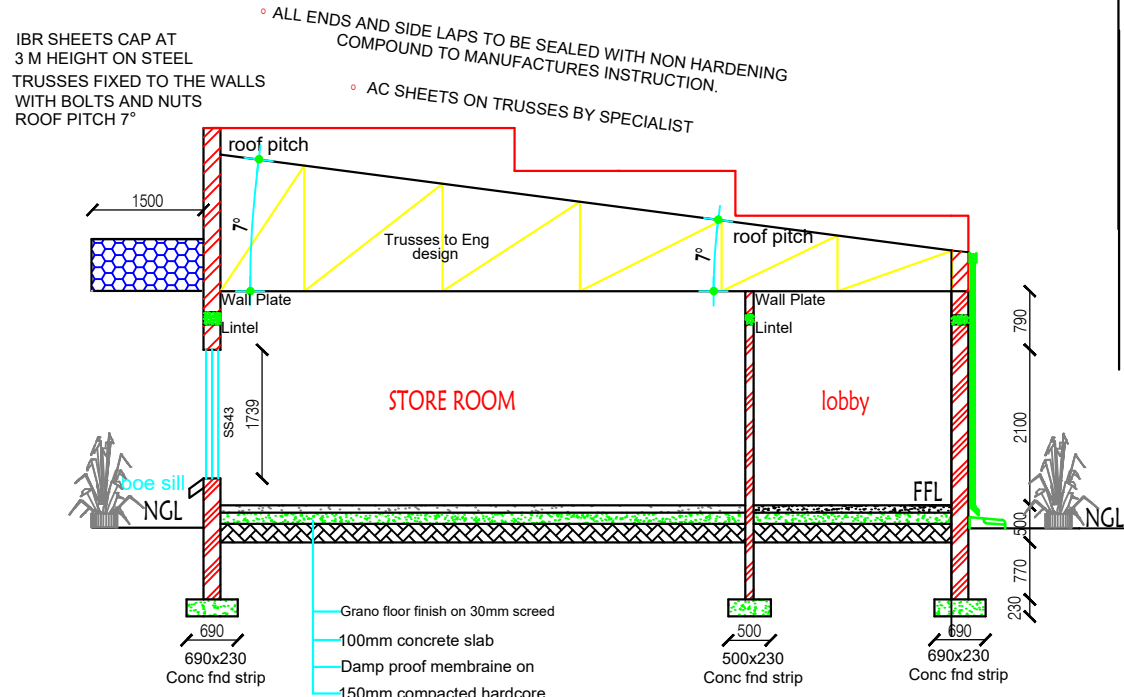 IBR SHEETS CAP AT
3 M HEIGHT ON STEEL
TRUSSES FIXED TO THE WALLS
WITH BOLTS AND NUTS
ROOF PITCH 7°
ALL ENDS AND SIDE LAPS TO BE SEALED WITH NON HARDENING
COMPOUND TO MANUFACTURES INSTRUCTION.
AC SHEETS ON TRUSSES BY SPECIALIST
roof pitch
1500
7°
Trusses to Eng
design
roof pitch
7°
Wall Plate
Lintel
Wall Plate
Lintel
790
SS43
1739
STORE ROOM
lobby
2100
boe sill
NGL
FFL
NGL
770
230
Grano floor finish on 30mm screed
100mm concrete slab
Damp proof membraine on
150mm compacted hardcore
690
690x230
Conc fnd strip
500
500x230
Conc fnd strip
690
690x230
Conc fnd strip